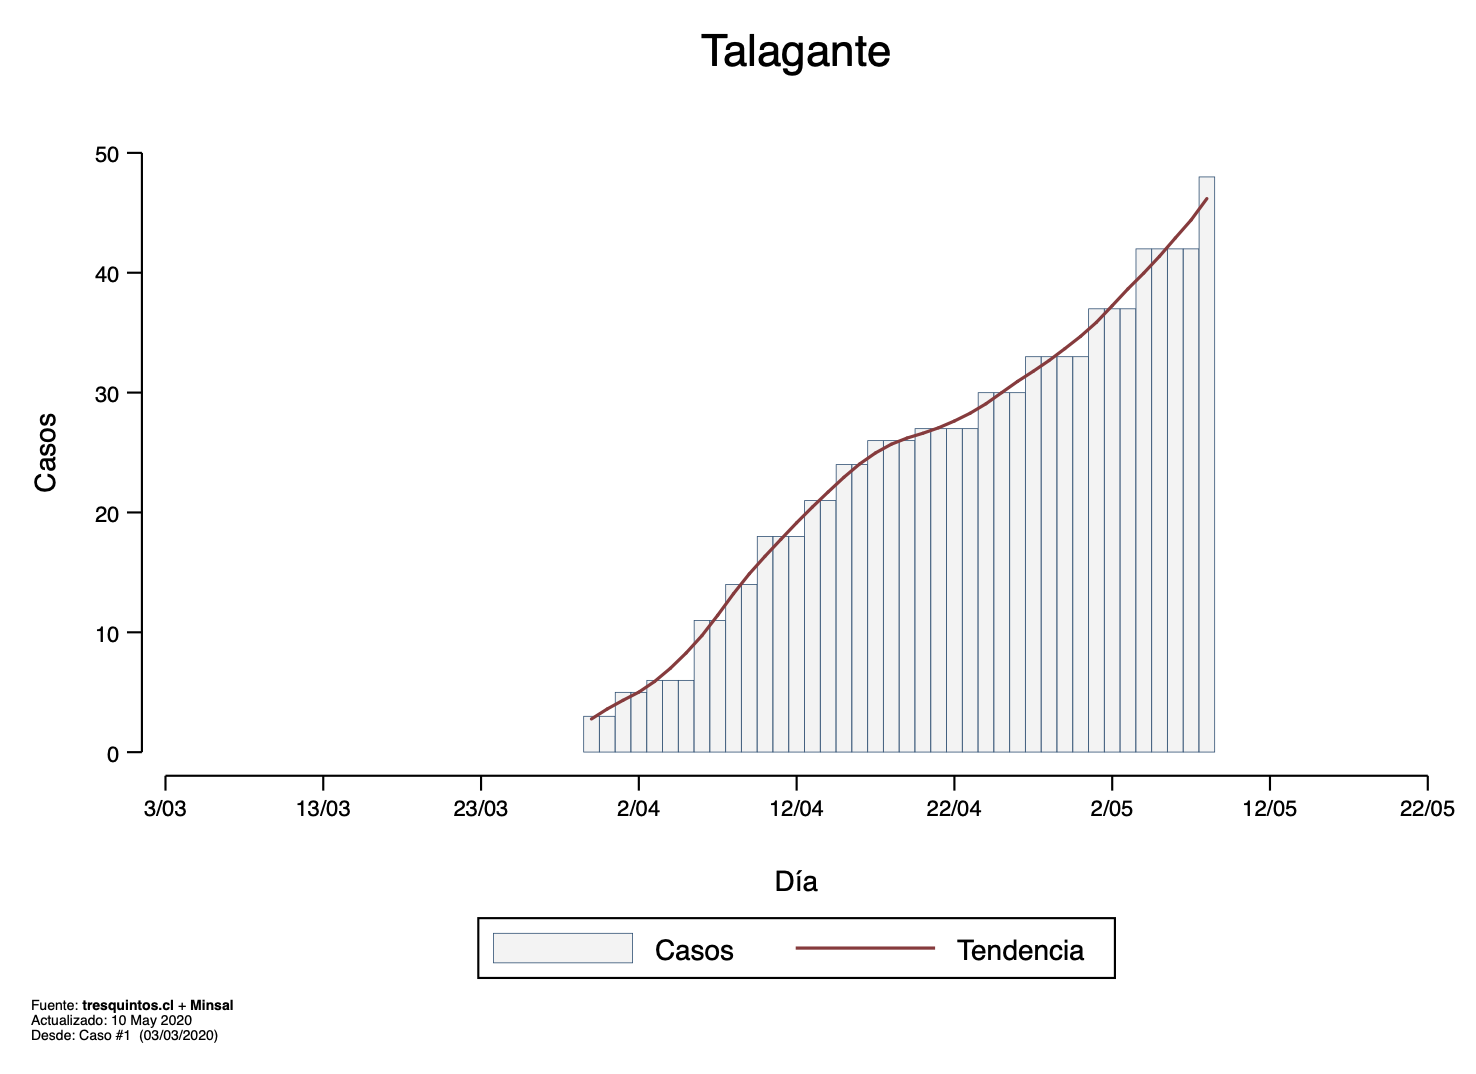 Talagante
50
40
30
20
10
0
Casos
3/03 13/03 23/03 2/04 12/04 22/04 2/05 12/05 22/05
Día
Casos Tendencia
Fuente: tresquintos.cl + Minsal
Actualizado: 10 May 2020
Desde: Caso #1 (03/03/2020)